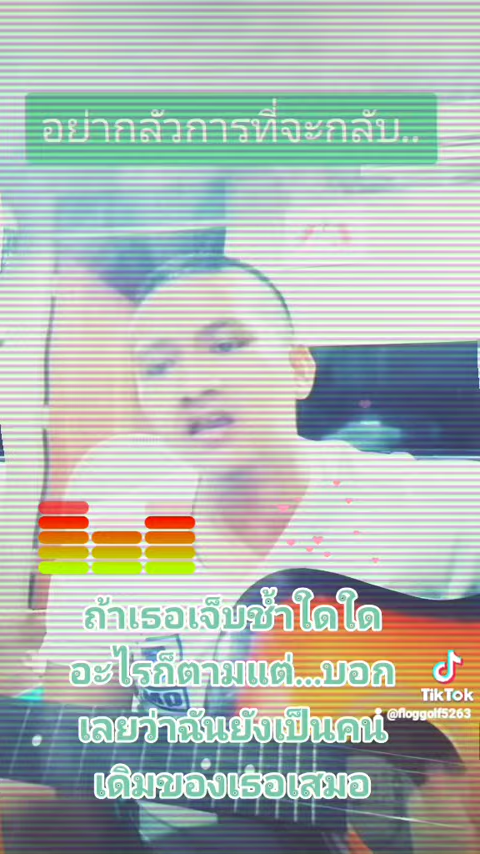 อย่ากลัวการที่จะกลับ..
ถ้าเธอเจ็บช้ำใดใด
อะไรก็ตามแต่...บอก
เลยว่าฉันยังเป็นคน
เดิมของเธอเสมอ
TikTok
@floggolf5263